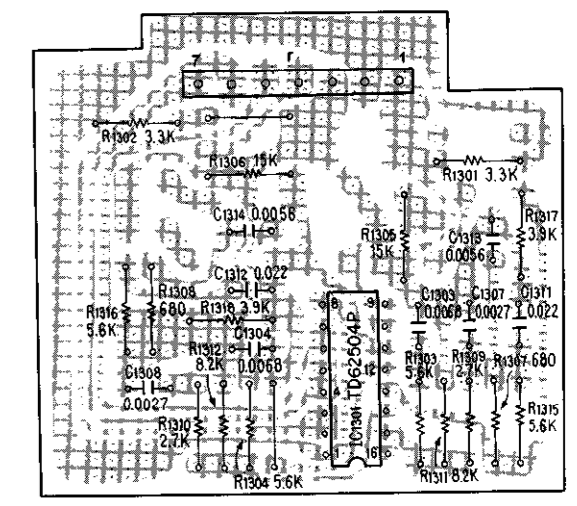 7 r 1
R1302 3.3K
R1306 15K
R1301 3.3K
C1314 0.0056
R1305
15K
C1313
0.0056
R1317
3.9K
C1312 0.022
R1318 3.9K
R1308
680
R1316
5.6K
C1304
0.0068
R1312
8.2K
C1308
0.0027
R1310
2.7K
R1304 5.6K
8 9
12
4
1 16
IC1301 TD62504P
C1303
0.0068
C1307
0.0027
C1311
0.022
R1303
5.6K
R1309
2.7K
R1307 680
R1311 8.2K
R1315
5.6K